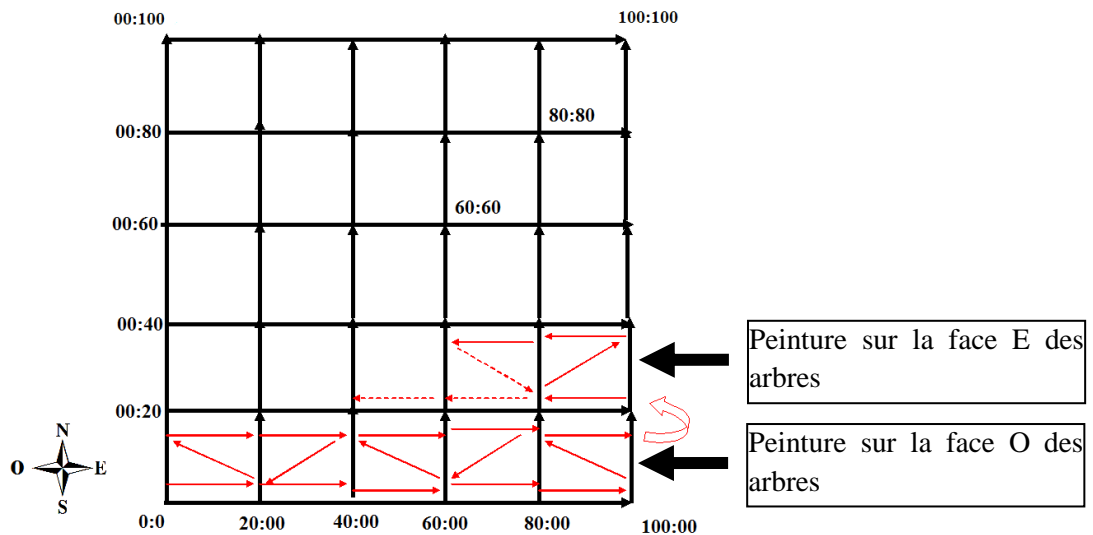 00:100 100:100
80:80
00:80
60:60
00:60
00:40
Peinture sur la face E des
arbres
00:20
N
O E
S
Peinture sur la face O des
arbres
0:0 20:00 40:00 60:00 80:00 100:00